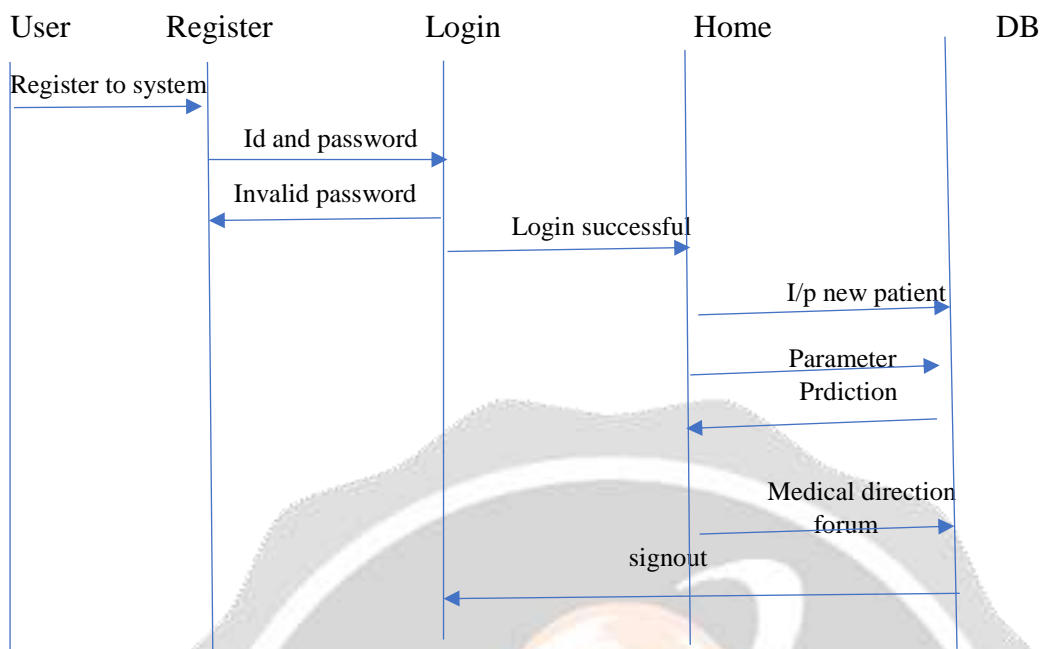 User Register Login Home DB
Register to system
Id and password
Invalid password
Login successful
I/p new patient
Parameter
Prdiction
Medical direction
forum
signout